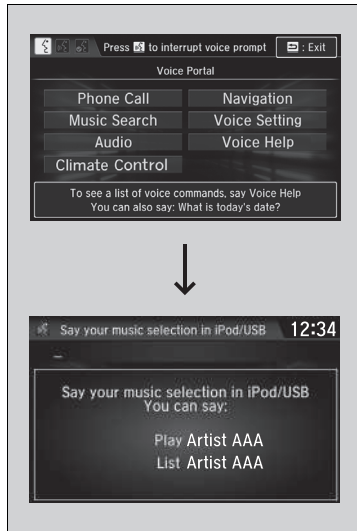 Press to interrupt voice prompt : Exit
Voice Portal
Phone Call Navigation
Music Search Voice Setting
Audio Voice Help
Climate Control
To see a list of voice commands, say Voice Help
You can also say: What is today's date?
Say your music selection in iPod/USB 12:34
Say your music selection in iPod/USB
You can say:
Play Artist AAA
List Artist AAA